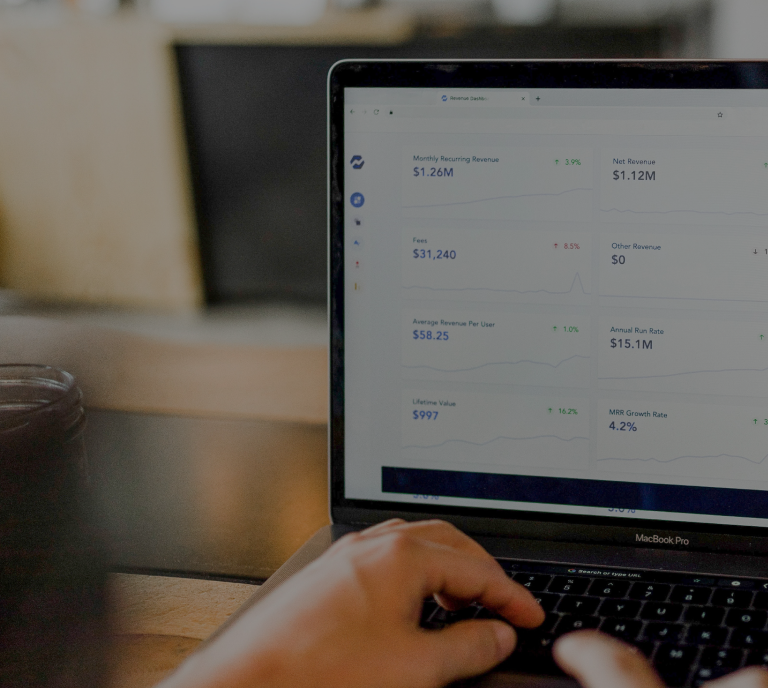 Monthly Recurring Revenue
↑ 3.9%
$1.26M
Net Revenue
$1.12M
Fees
↑ 8.5%
$31,240
Other Revenue
$0
Average Revenue Per User
↑ 1.0%
$58.25
Annual Run Rate
$15.1M
Lifetime Value
↑ 16.2%
$997
MRR Growth Rate
4.2%
MacBook Pro
Search or type URL